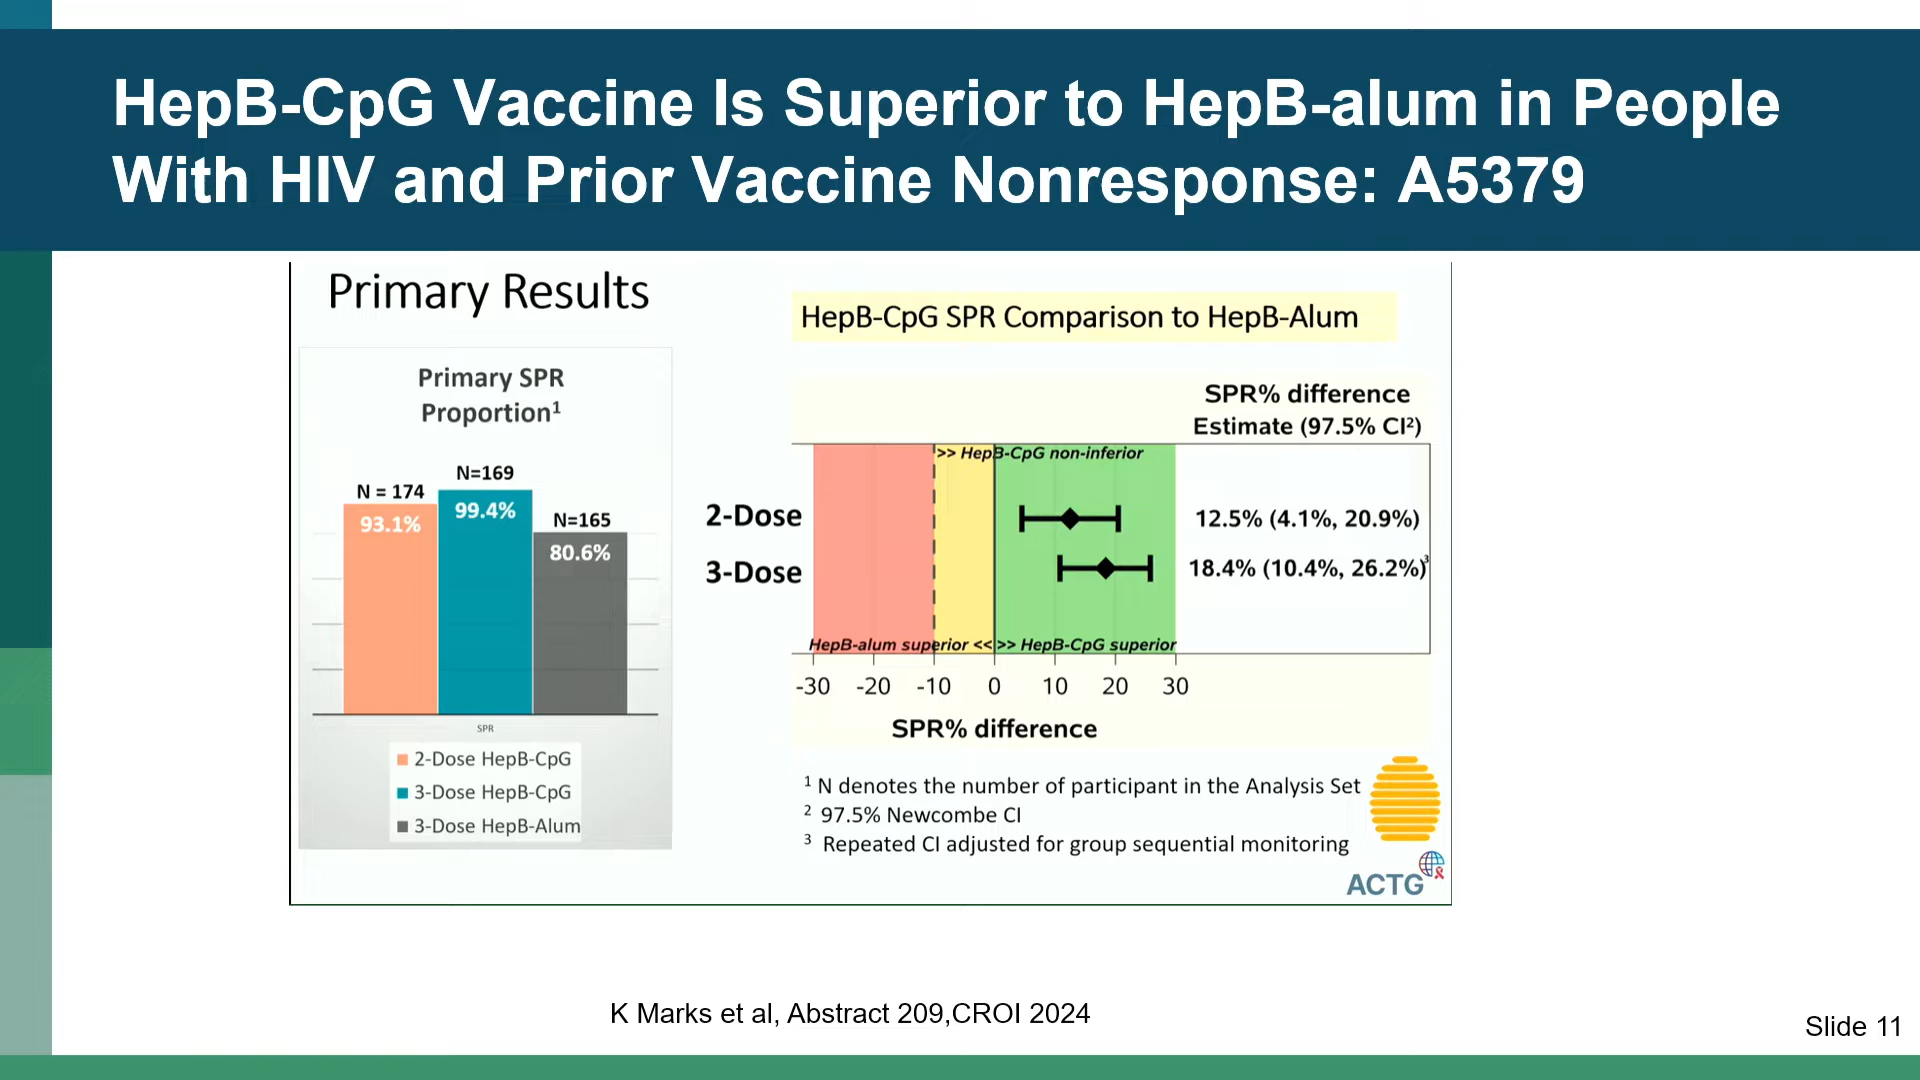 HepB-CpG Vaccine Is Superior to HepB-alum in People
With HIV and Prior Vaccine Nonresponse: A5379
Primary Results
Primary SPR
Proportion¹
N = 174
N=169
N=165
93.1%
99.4%
80.6%
SPR
2-Dose HepB-CpG
3-Dose HepB-CpG
3-Dose HepB-Alum
HepB-CpG SPR Comparison to HepB-Alum
SPR% difference
Estimate (97.5% CI²)
>> HepB-CpG non-inferior
2-Dose
12.5% (4.1%, 20.9%)
3-Dose
18.4% (10.4%, 26.2%)³
HepB-alum superior << >> HepB-CpG superior
-30 -20 -10 0 10 20 30
SPR% difference
¹ N denotes the number of participant in the Analysis Set
² 97.5% Newcombe CI
³ Repeated CI adjusted for group sequential monitoring
ACTG
K Marks et al, Abstract 209,CROI 2024
Slide 11